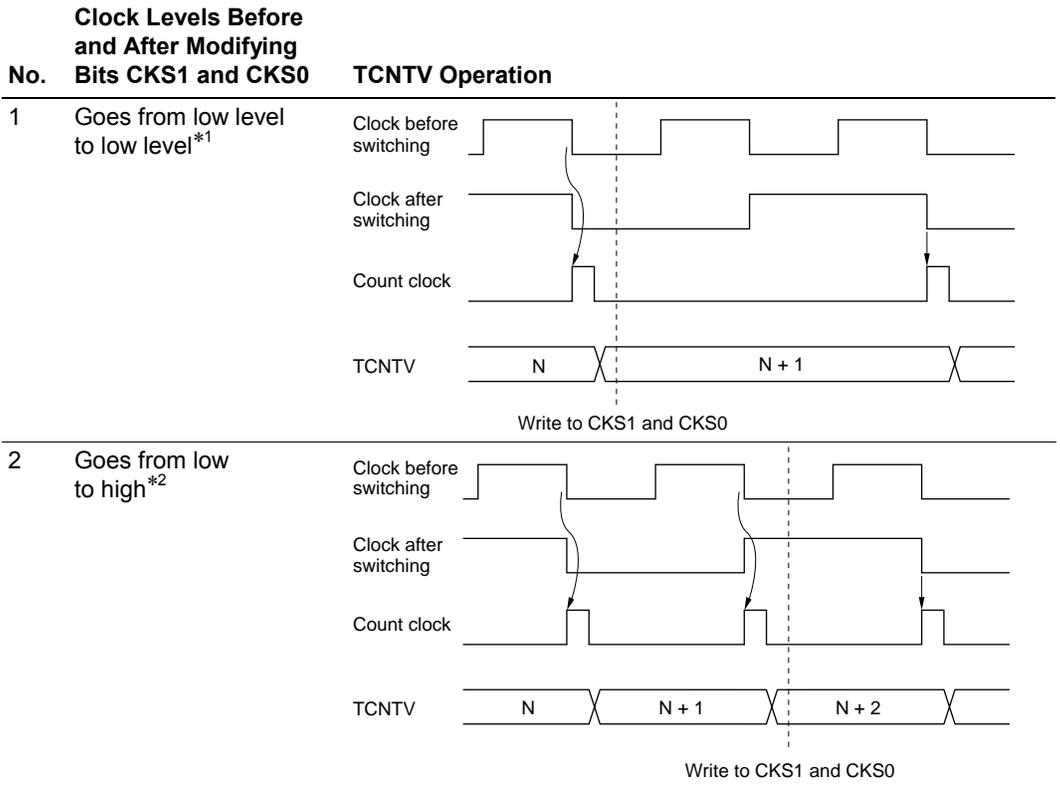 Clock Levels Before
and After Modifying
No. Bits CKS1 and CKS0 TCNTV Operation
1 Goes from low level
to low level*1
Clock before
switching
Clock after
switching
Count clock
TCNTV N N + 1
Write to CKS1 and CKS0
2 Goes from low
to high*2
Clock before
switching
Clock after
switching
Count clock
TCNTV N N + 1 N + 2
Write to CKS1 and CKS0